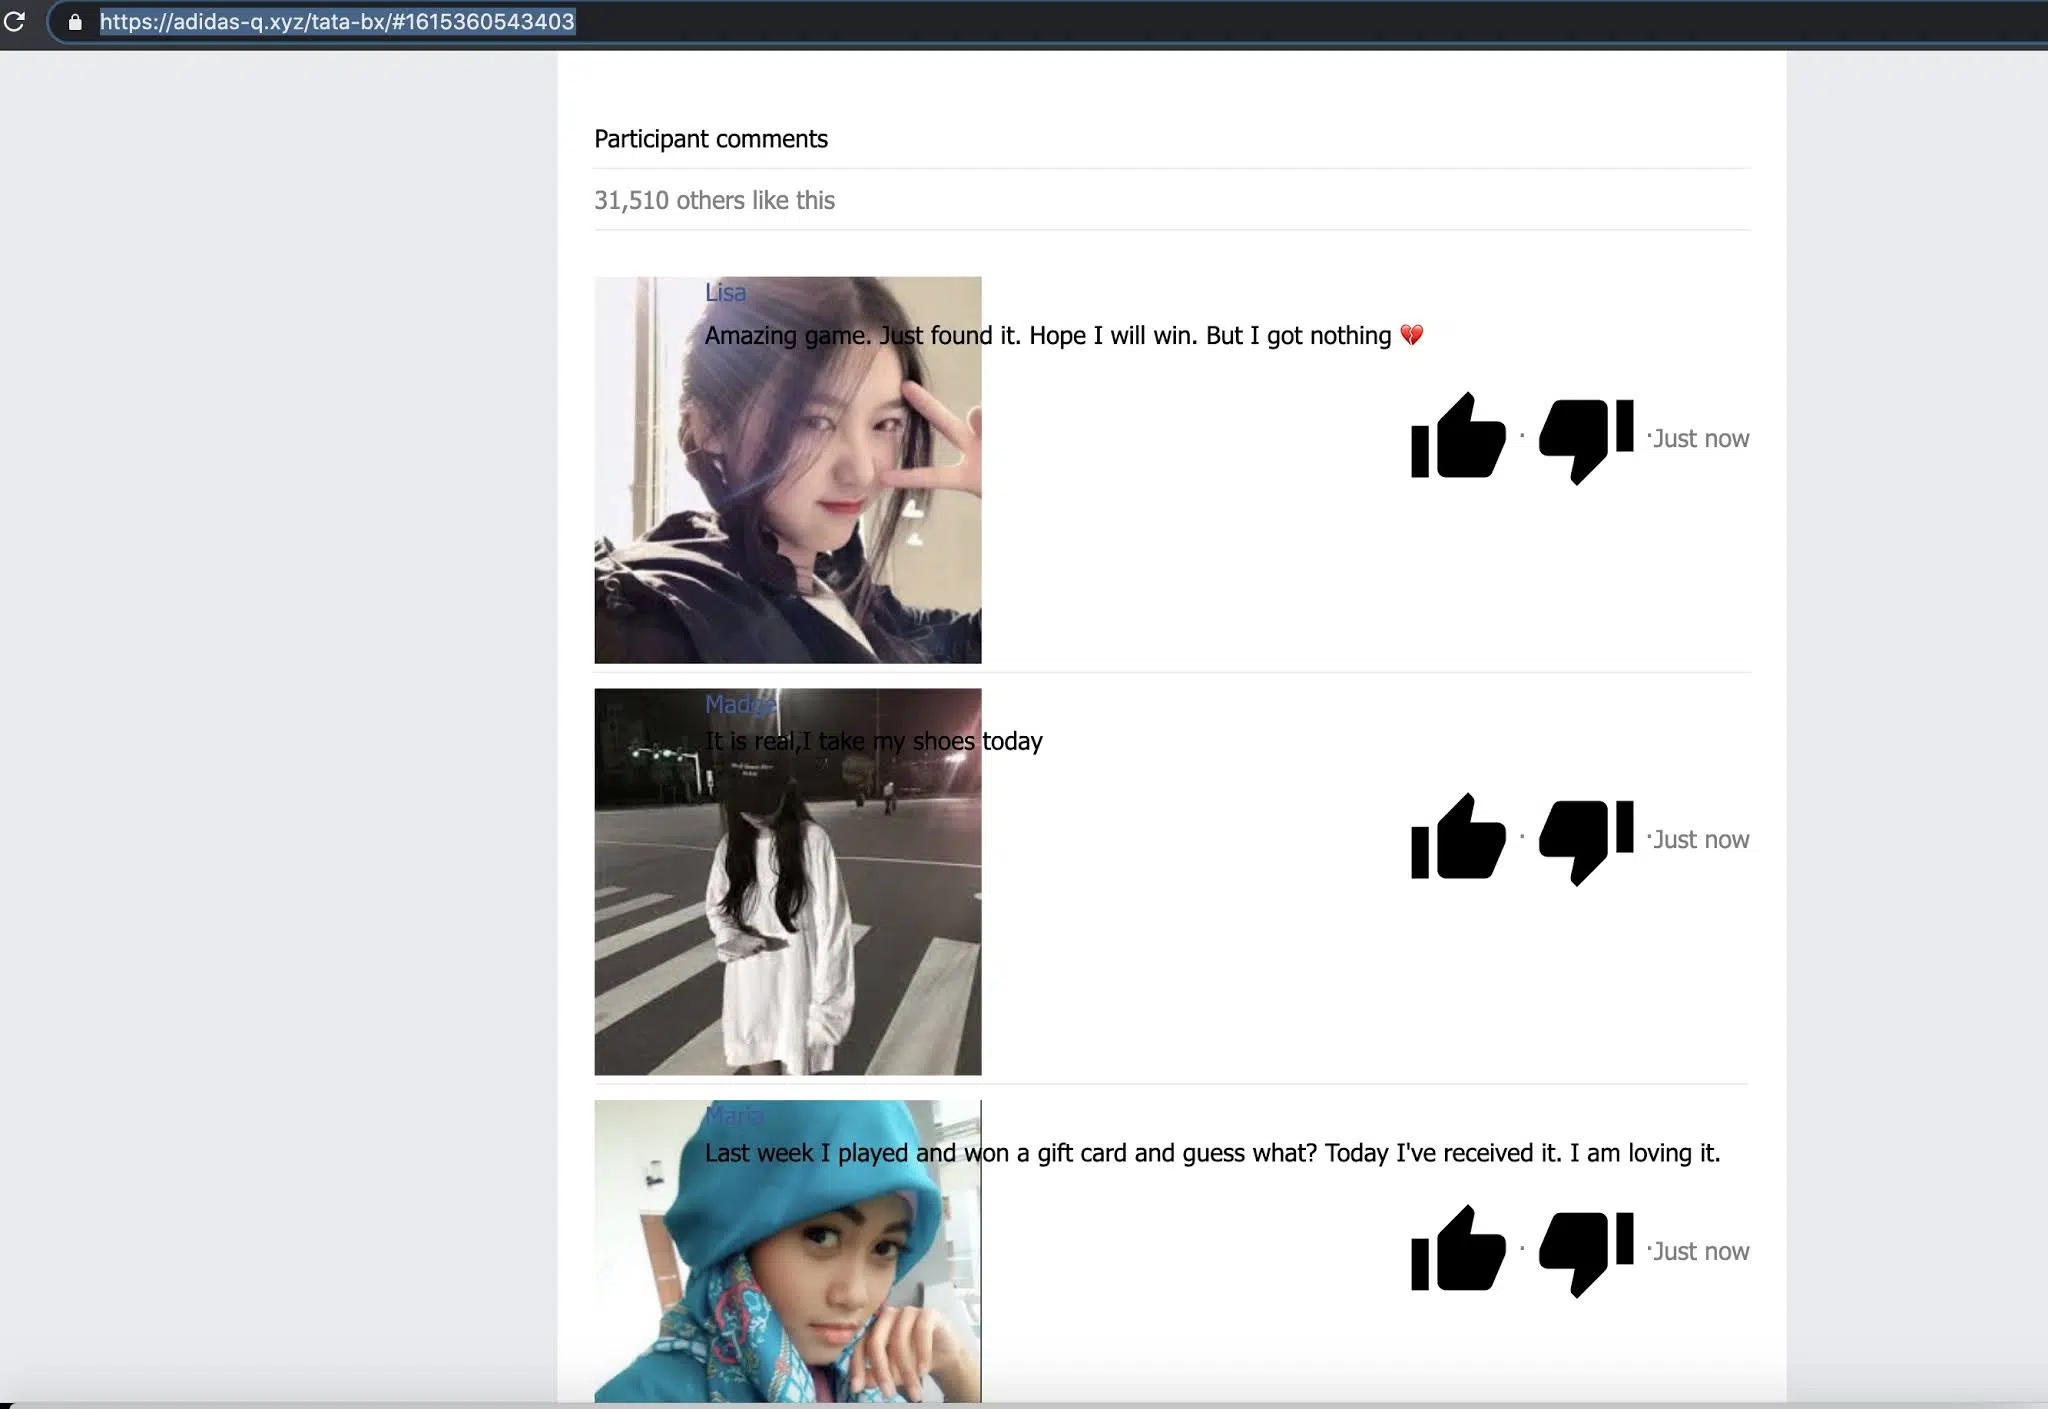 https://adidas-q.xyz/tata-bx/#1615360543403
Participant comments
31,510 others like this
Lisa
Amazing game. Just found it. Hope I will win. But I got nothing 💔
· ·Just now
Madge
It is real,I take my shoes today
· ·Just now
Maria
Last week I played and won a gift card and guess what? Today I've received it. I am loving it.
· ·Just now